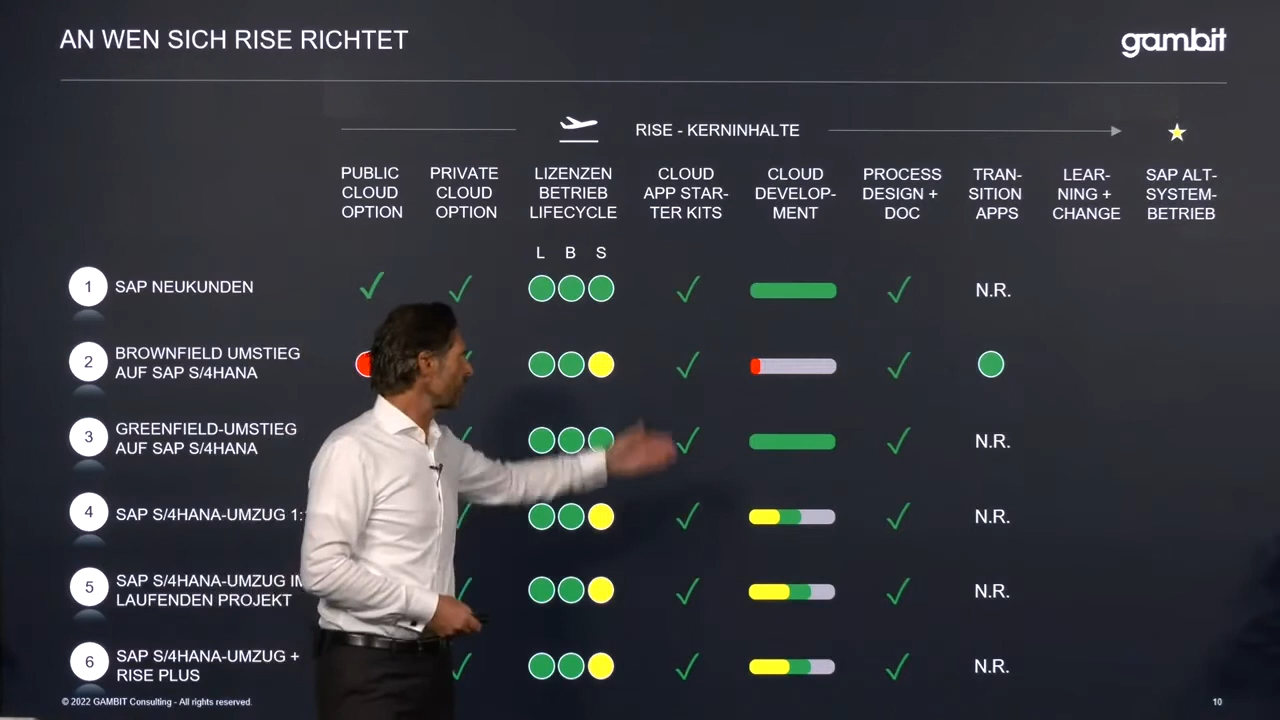 AN WEN SICH RISE RICHTET
gambit
RISE - KERNINHALTE
PUBLIC
CLOUD
OPTION
PRIVATE
CLOUD
OPTION
LIZENZEN
BETRIEB
LIFECYCLE
CLOUD
APP STAR-
TER KITS
CLOUD
DEVELOP-
MENT
PROCESS
DESIGN +
DOC
TRAN-
SITION
APPS
LEAR-
NING +
CHANGE
SAP ALT-
SYSTEM-
BETRIEB
L B S
1 SAP NEUKUNDEN
N.R.
2 BROWNFIELD UMSTIEG
AUF SAP S/4HANA
3 GREENFIELD-UMSTIEG
AUF SAP S/4HANA
N.R.
4 SAP S/4HANA-UMZUG 1:
N.R.
5 SAP S/4HANA-UMZUG IM
LAUFENDEN PROJEKT
N.R.
6 SAP S/4HANA-UMZUG +
RISE PLUS
N.R.
© 2022 GAMBIT Consulting - All rights reserved.
10